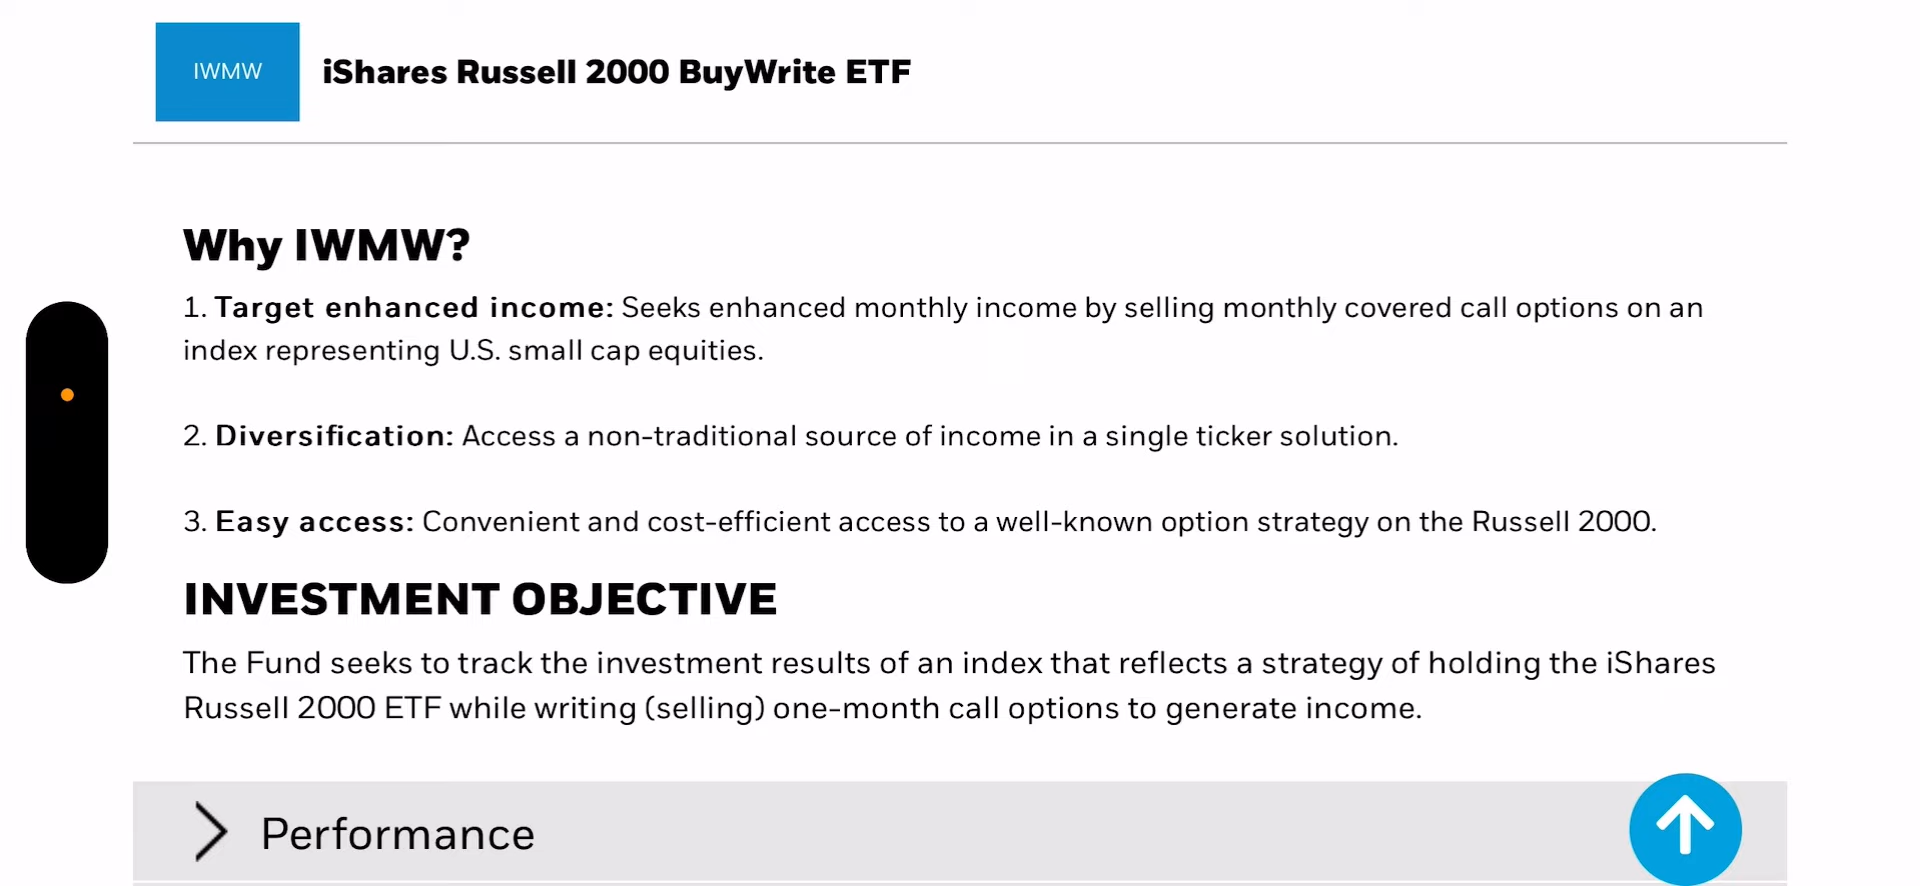 IWMW
iShares Russell 2000 BuyWrite ETF
Why IWMW?
1. Target enhanced income: Seeks enhanced monthly income by selling monthly covered call options on an
index representing U.S. small cap equities.
2. Diversification: Access a non-traditional source of income in a single ticker solution.
3. Easy access: Convenient and cost-efficient access to a well-known option strategy on the Russell 2000.
INVESTMENT OBJECTIVE
The Fund seeks to track the investment results of an index that reflects a strategy of holding the iShares
Russell 2000 ETF while writing (selling) one-month call options to generate income.
Performance